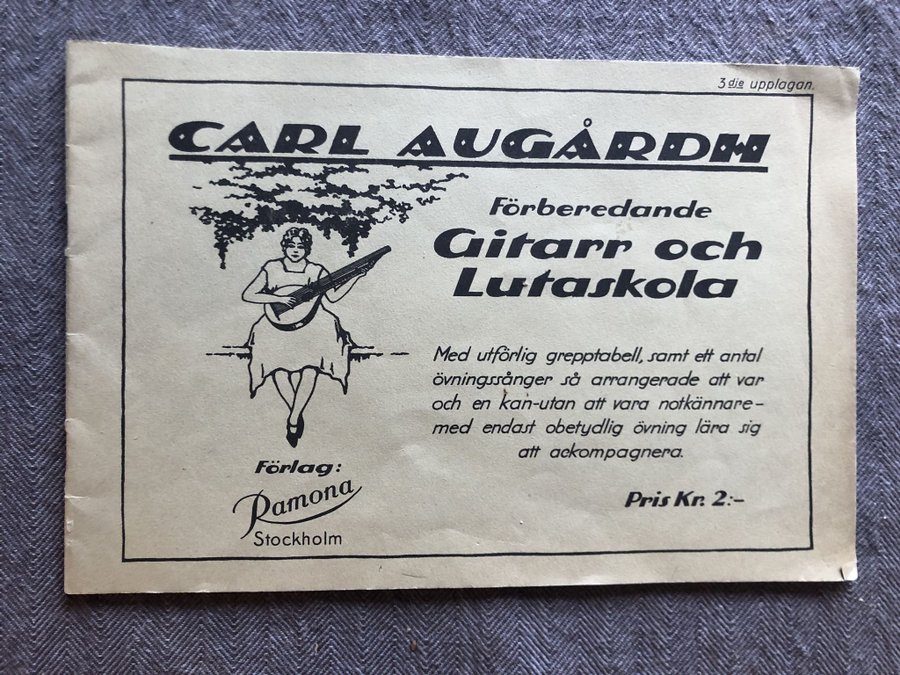 3die upplagan.
CARL AUGÅRDH
Förberedande
Gitarr och
Lutaskola
Med utförlig grepptabell, samt ett antal
övningssånger så arrangerade att var
och en kan-utan att vara notkännare-
med endast obetydlig övning lära sig
att ackompagnera.
Förlag:
Ramona
Stockholm
Pris Kr. 2:-